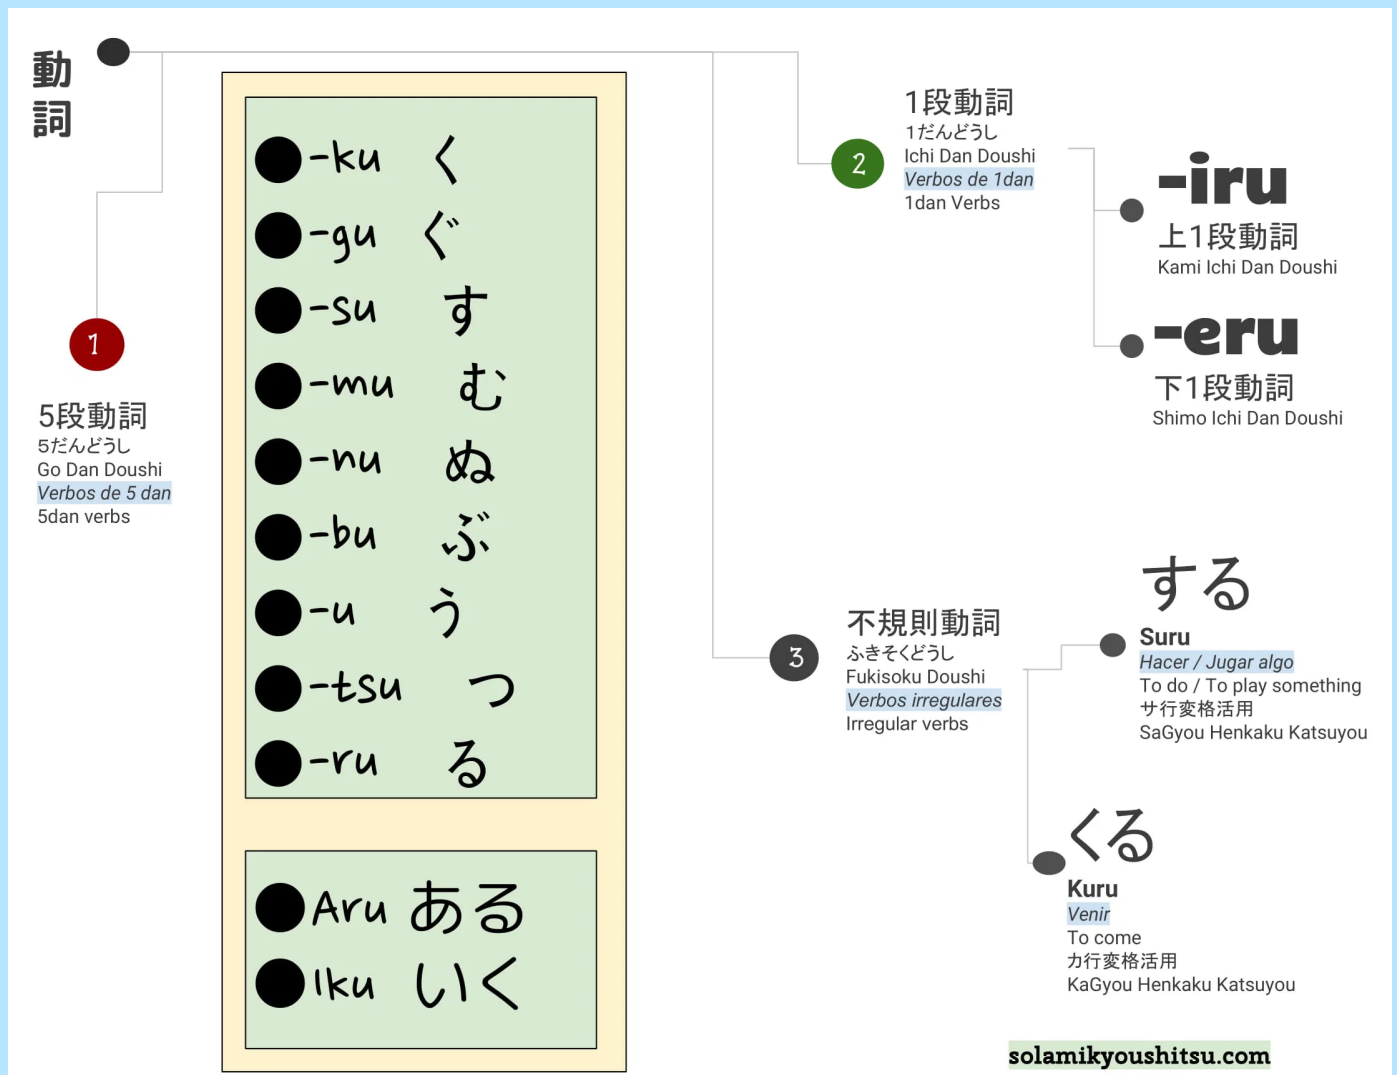 動
詞
1
5段動詞
5だんどうし
Go Dan Doushi
Verbos de 5 dan
5dan verbs
-ku く
-gu ぐ
-su す
-mu む
-nu ぬ
-bu ぶ
-u う
-tsu つ
-ru る
Aru ある
Iku いく
2
1段動詞
1だんどうし
Ichi Dan Doushi
Verbos de 1dan
1dan Verbs
-iru
上1段動詞
Kami Ichi Dan Doushi
-eru
下1段動詞
Shimo Ichi Dan Doushi
3
不規則動詞
ふきそくどうし
Fukisoku Doushi
Verbos irregulares
Irregular verbs
する
Suru
Hacer / Jugar algo
To do / To play something
サ行変格活用
SaGyou Henkaku Katsuyou
くる
Kuru
Venir
To come
カ行変格活用
KaGyou Henkaku Katsuyou
solamikyoushitsu.com